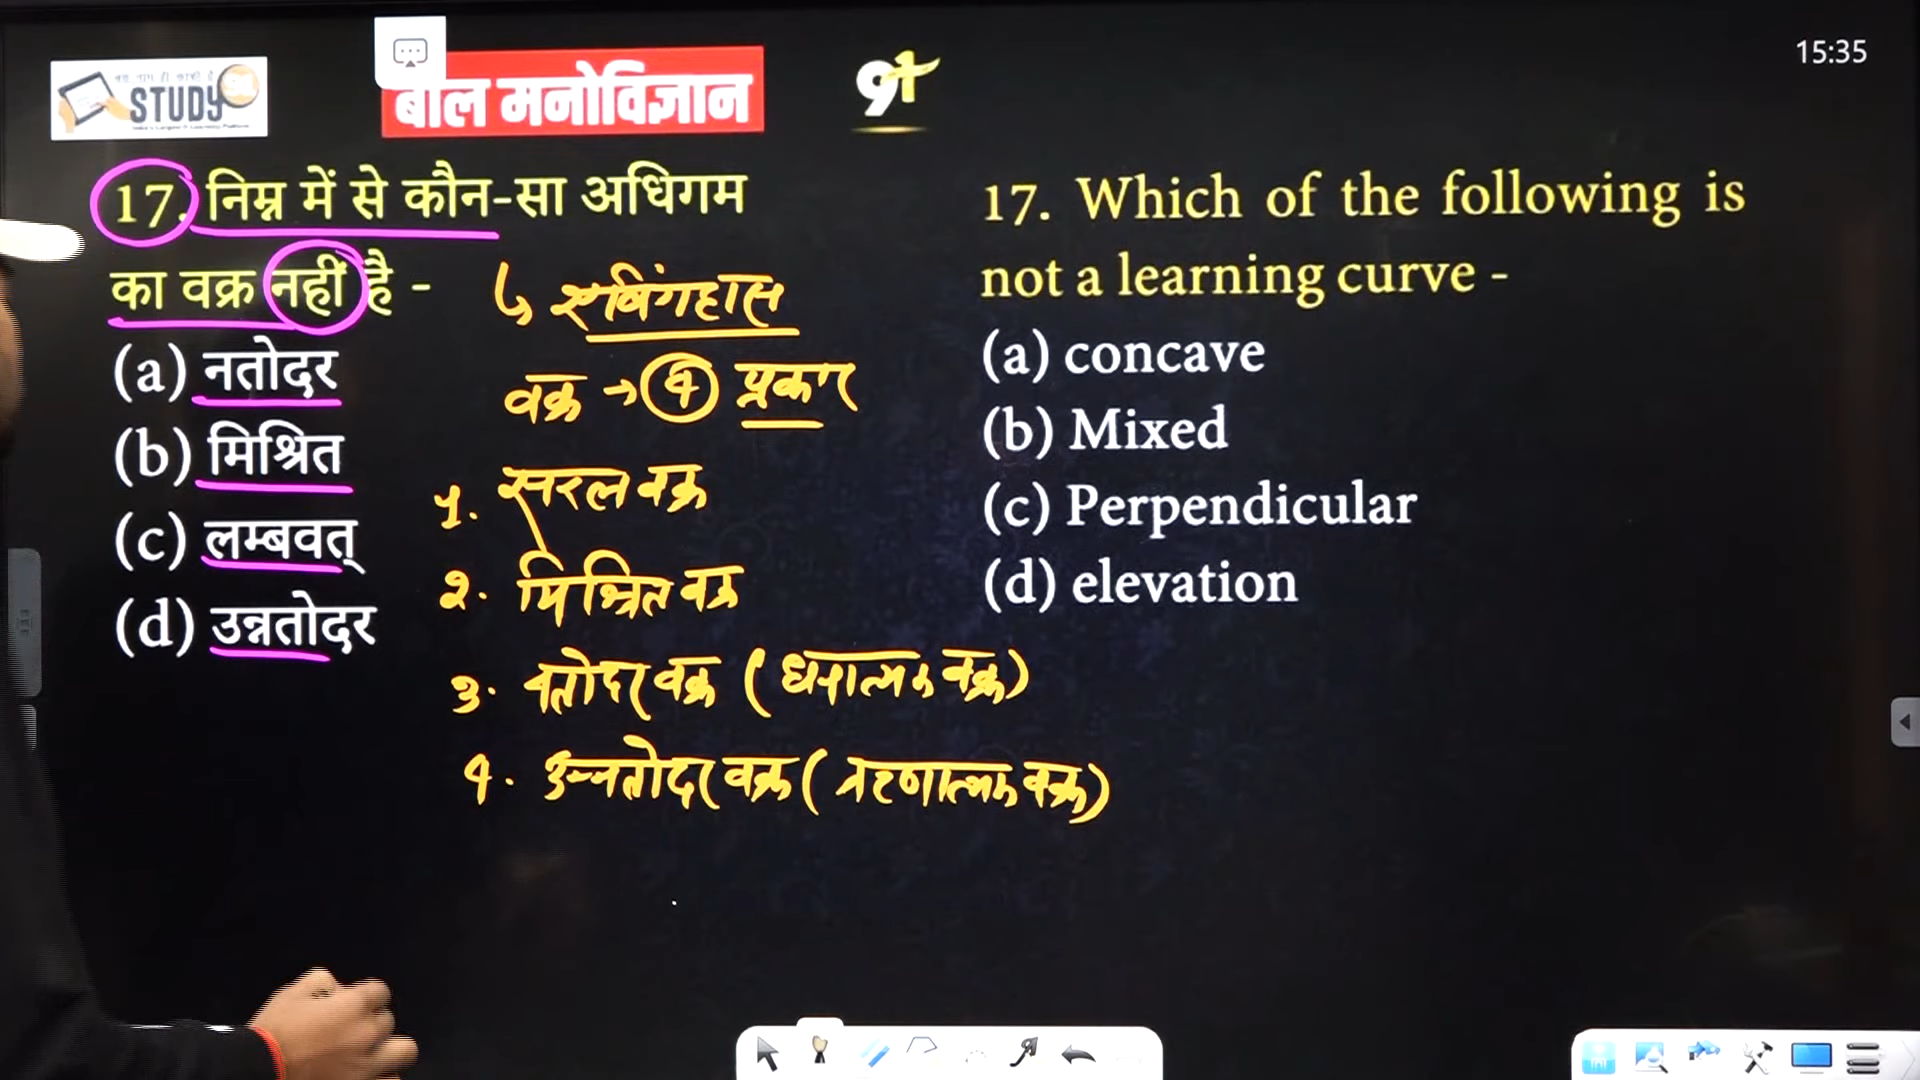 15:35
STUDY
बाल मनोविज्ञान
91
17. निम्न में से कौन-सा अधिगम
का वक्र नहीं है -
(a) नतोदर
(b) मिश्रित
(c) लम्बवत्
(d) उन्नतोदर
वक्र → ④ प्रकार
1. सरल वक्र
2. मिश्रित वक्र
3. नतोदर वक्र (धनात्मक वक्र)
4. उन्नतोदर वक्र (ऋणात्मक वक्र)
17. Which of the following is
not a learning curve -
(a) concave
(b) Mixed
(c) Perpendicular
(d) elevation